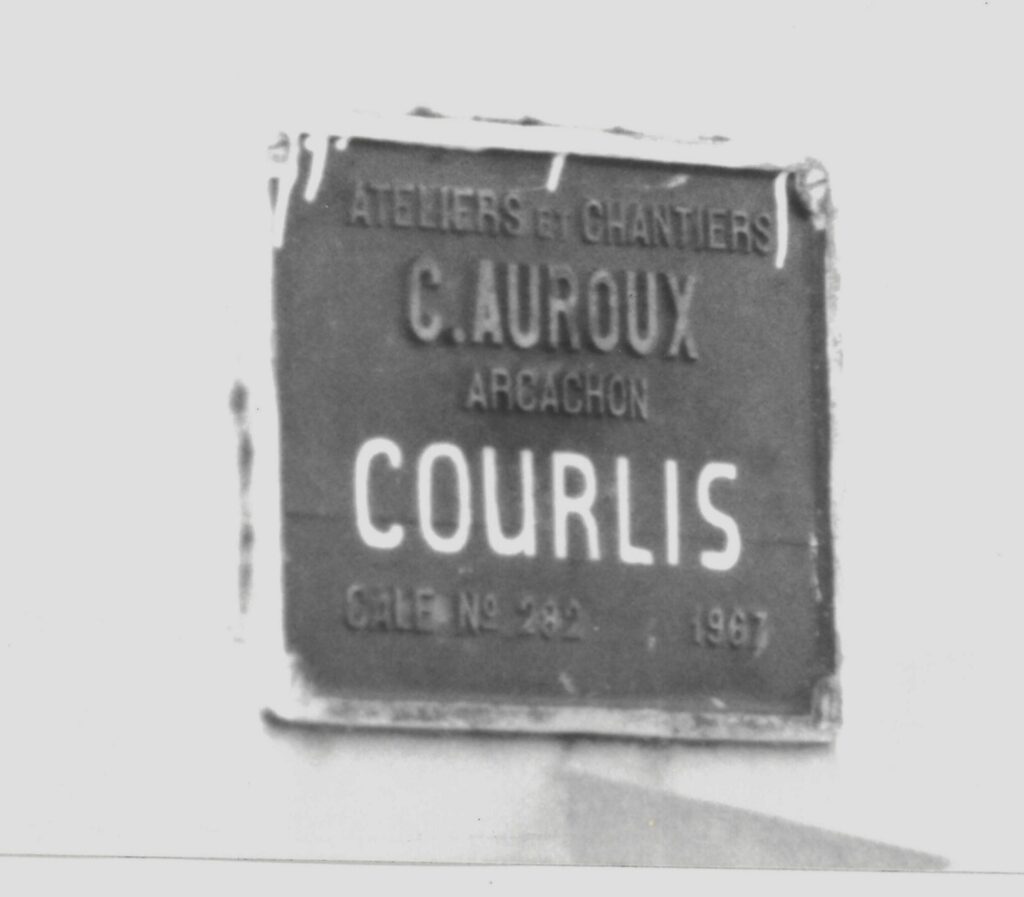 ATELIERS ET CHANTIERS
C. AUROUX
ARCACHON
COURLIS
CALE Nº 282 1967